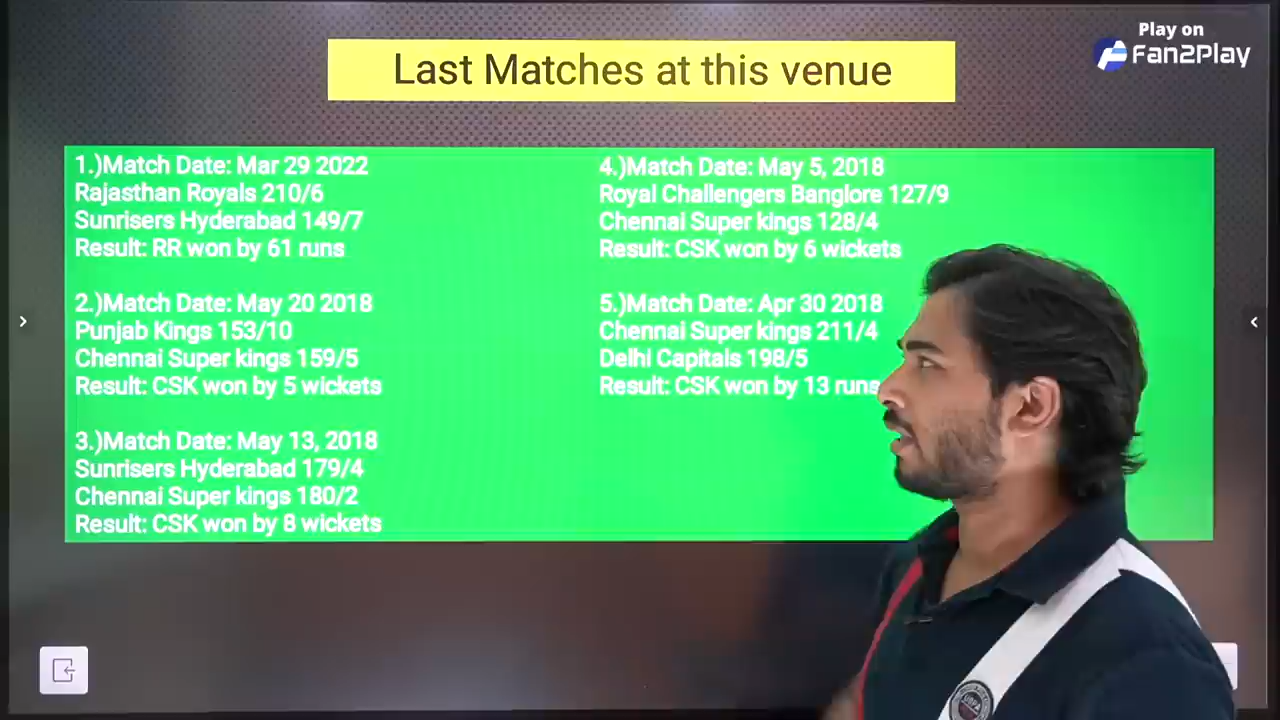 Play on
Fan2Play
Last Matches at this venue
1.)Match Date: Mar 29 2022
Rajasthan Royals 210/6
Sunrisers Hyderabad 149/7
Result: RR won by 61 runs
2.)Match Date: May 20 2018
Punjab Kings 153/10
Chennai Super kings 159/5
Result: CSK won by 5 wickets
3.)Match Date: May 13, 2018
Sunrisers Hyderabad 179/4
Chennai Super kings 180/2
Result: CSK won by 8 wickets
4.)Match Date: May 5, 2018
Royal Challengers Banglore 127/9
Chennai Super kings 128/4
Result: CSK won by 6 wickets
5.)Match Date: Apr 30 2018
Chennai Super kings 211/4
Delhi Capitals 198/5
Result: CSK won by 13 runs